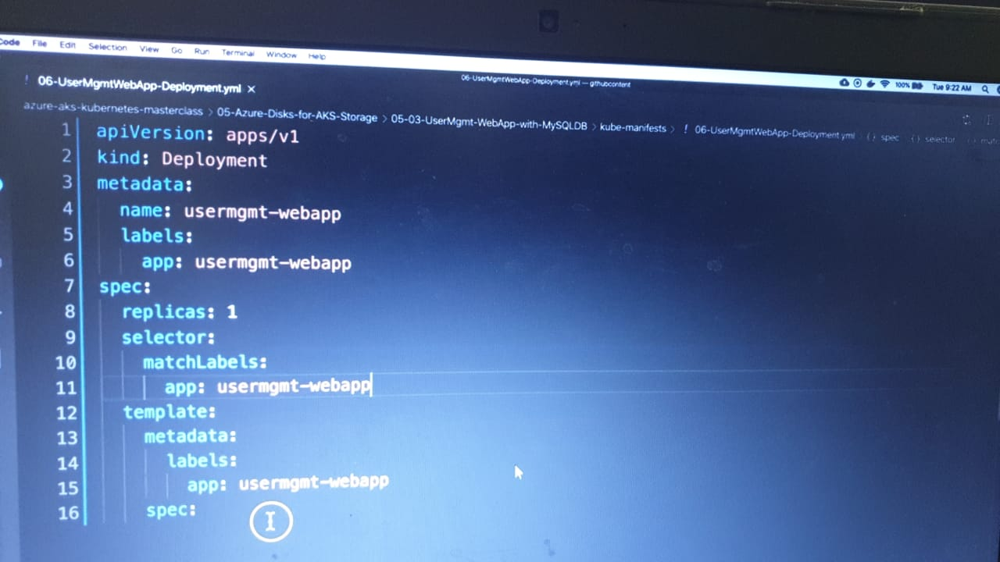 Code File Edit Selection View Go Run Terminal Window Help
100% Tue 9:22 AM
06-UserMgmtWebApp-Deployment.yml — githubcontent
! 06-UserMgmtWebApp-Deployment.yml ×
azure-aks-kubernetes-masterclass > 05-Azure-Disks-for-AKS-Storage > 05-03-UserMgmt-WebApp-with-MySQLDB > kube-manifests > ! 06-UserMgmtWebApp-Deployment.yml > {} spec > {} selector > {}
1 apiVersion: apps/v1
2 kind: Deployment
3 metadata:
4   name: usermgmt-webapp
5   labels:
6     app: usermgmt-webapp
7 spec:
8   replicas: 1
9   selector:
10     matchLabels:
11       app: usermgmt-webapp
12   template:
13     metadata:
14       labels:
15         app: usermgmt-webapp
16     spec: